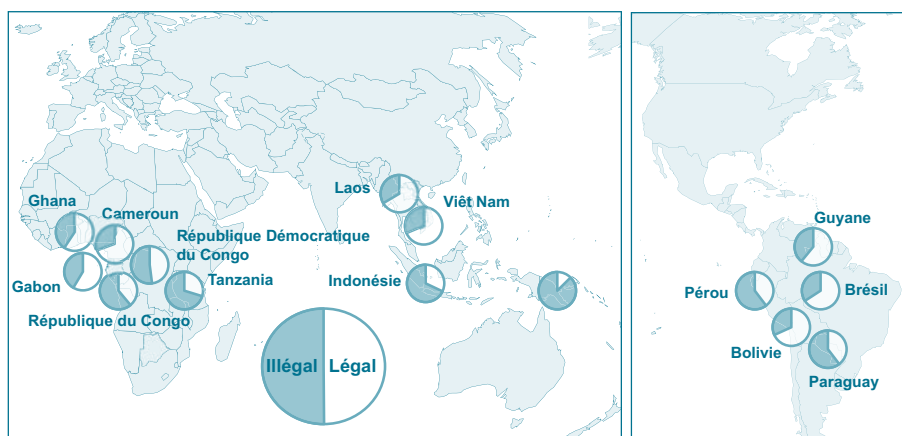 Ghana
Cameroun
République Démocratique
du Congo
Gabon
Tanzania
République du Congo
Laos
Viêt Nam
Indonésie
Illégal
Légal
Guyane
Pérou
Brésil
Bolivie
Paraguay